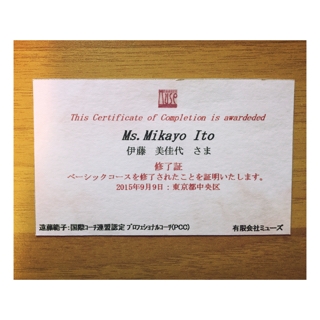 Muse
This Certificate of Completion is awardeded
Ms.Mikayo Ito
伊藤 美佳代 さま
修了証
ベーシックコースを修了されたことを証明いたします。
2015年9月9日:東京都中央区
遠藤範子:国際コーチ連盟認定 プロフェショナルコーチ(PCC) 有限会社ミューズ